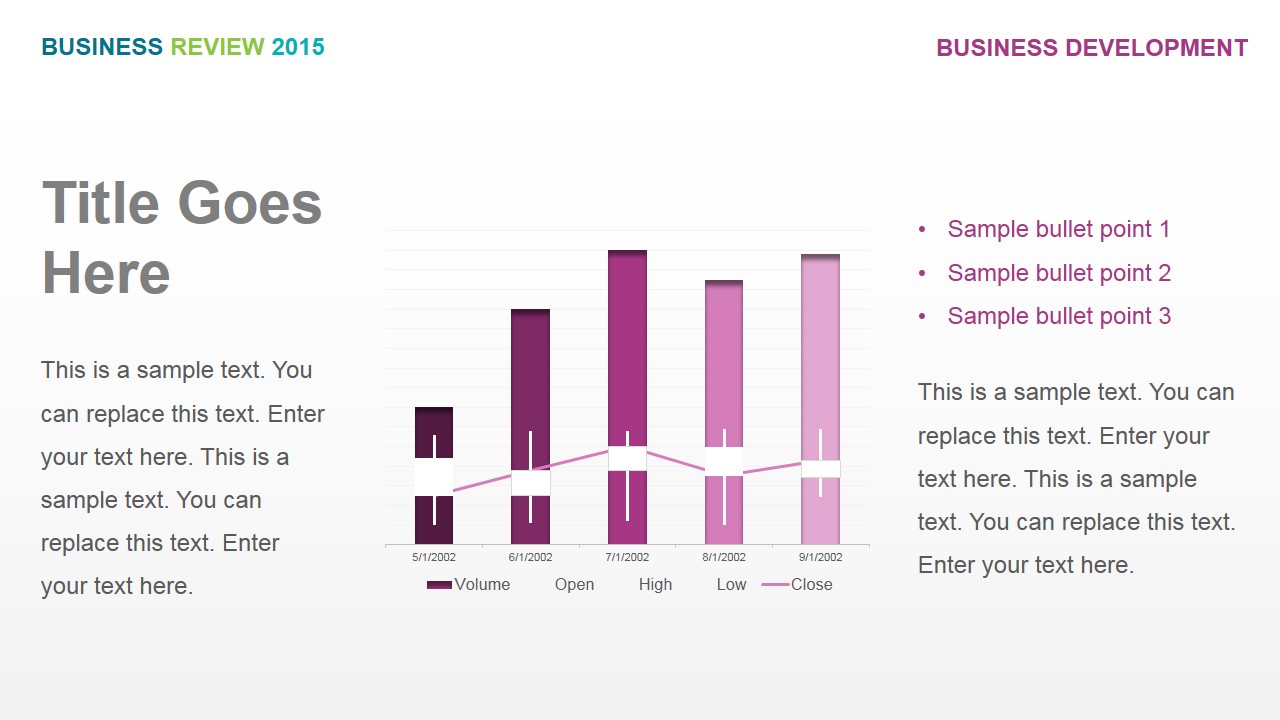 BUSINESS REVIEW 2015
BUSINESS DEVELOPMENT
Title Goes
Here
This is a sample text. You
can replace this text. Enter
your text here. This is a
sample text. You can
replace this text. Enter
your text here.
5/1/2002 6/1/2002 7/1/2002 8/1/2002 9/1/2002
Volume Open High Low Close
• Sample bullet point 1
• Sample bullet point 2
• Sample bullet point 3
This is a sample text. You can
replace this text. Enter your
text here. This is a sample
text. You can replace this text.
Enter your text here.